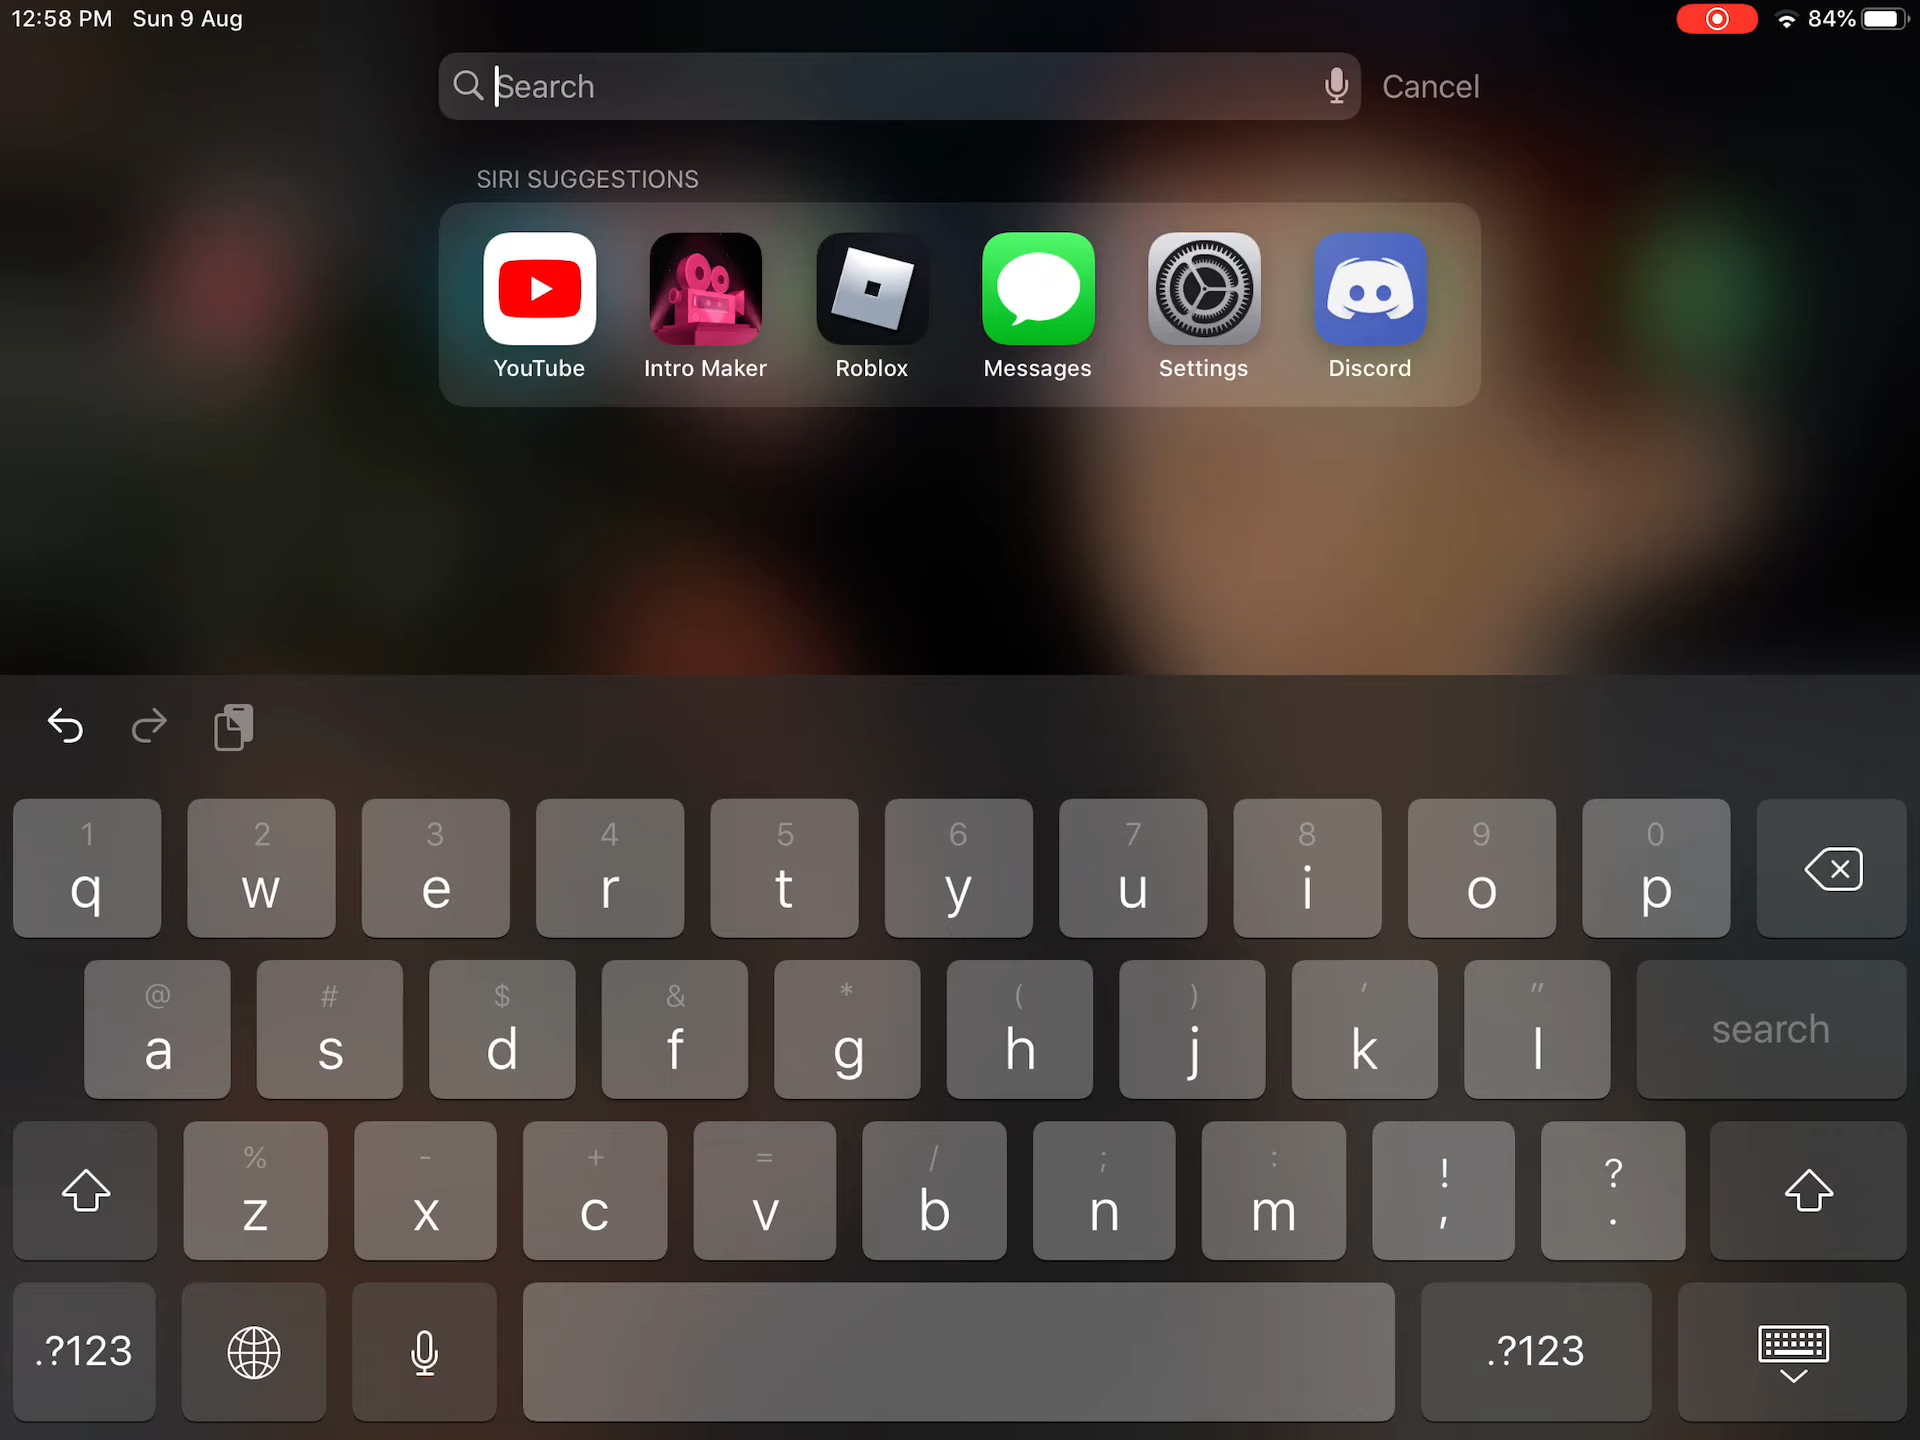 12:58 PM Sun 9 Aug 84%
Search Cancel
SIRI SUGGESTIONS
YouTube Intro Maker Roblox Messages Settings Discord
1 2 3 4 5 6 7 8 9 0
q w e r t y u i o p
@ # $ & * ( ) ' "
a s d f g h j k l search
% - + = / ; : ! ?
z x c v b n m , .
.?123 .?123